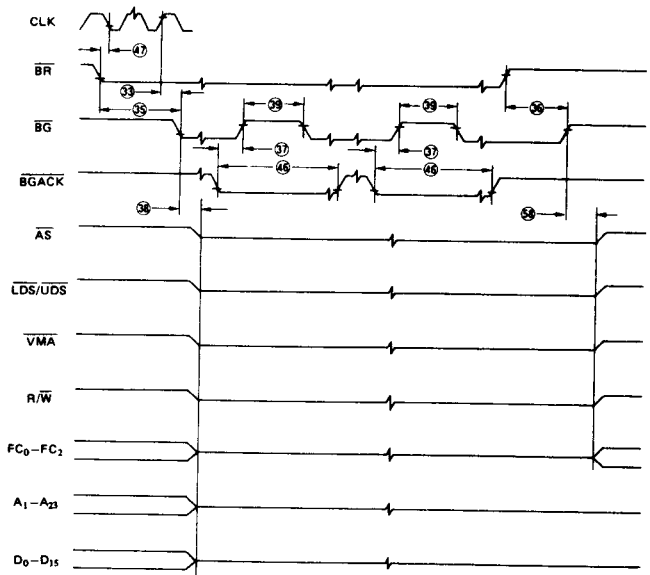 CLK
47
BR
33
35
39
39
36
BG
37
37
46
46
BGACK
38
58
AS
LDS/UDS
VMA
R/W
FC₀–FC₂
A₁–A₂₃
D₀–D₁₅